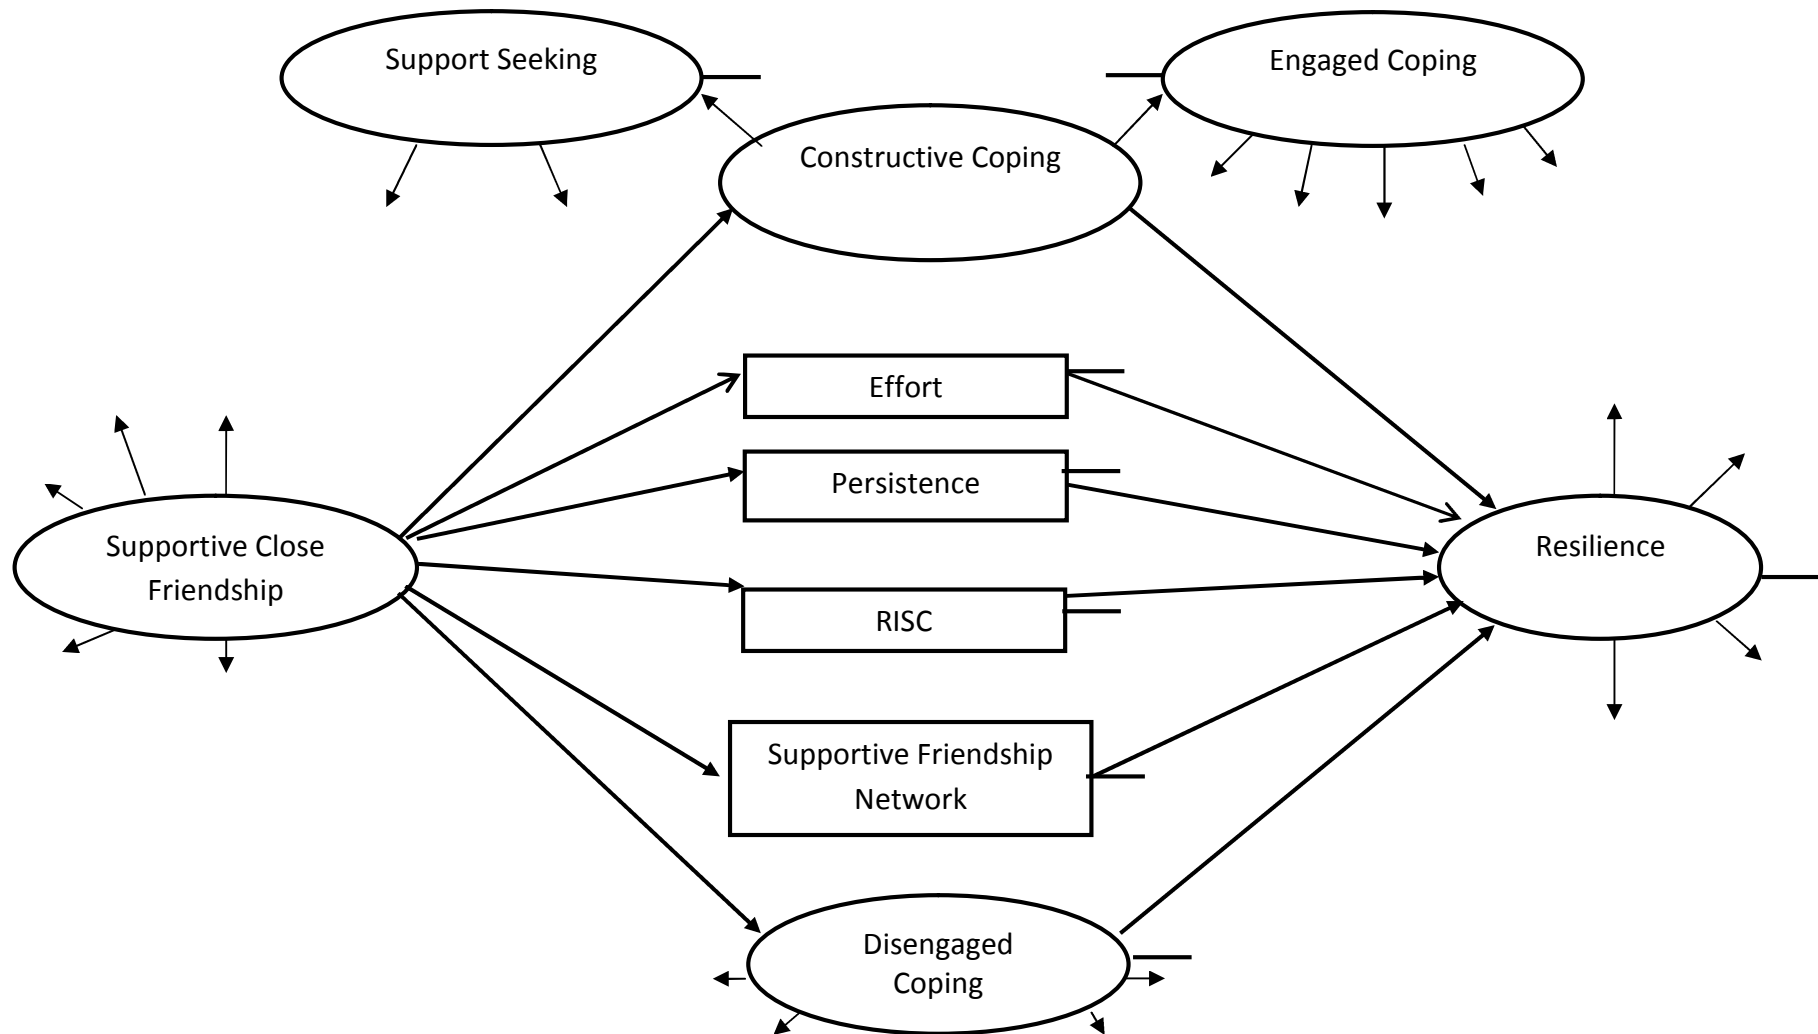 Support Seeking
Engaged Coping
Constructive Coping
Effort
Persistence
Supportive Close
Friendship
Resilience
RISC
Supportive Friendship
Network
Disengaged
Coping